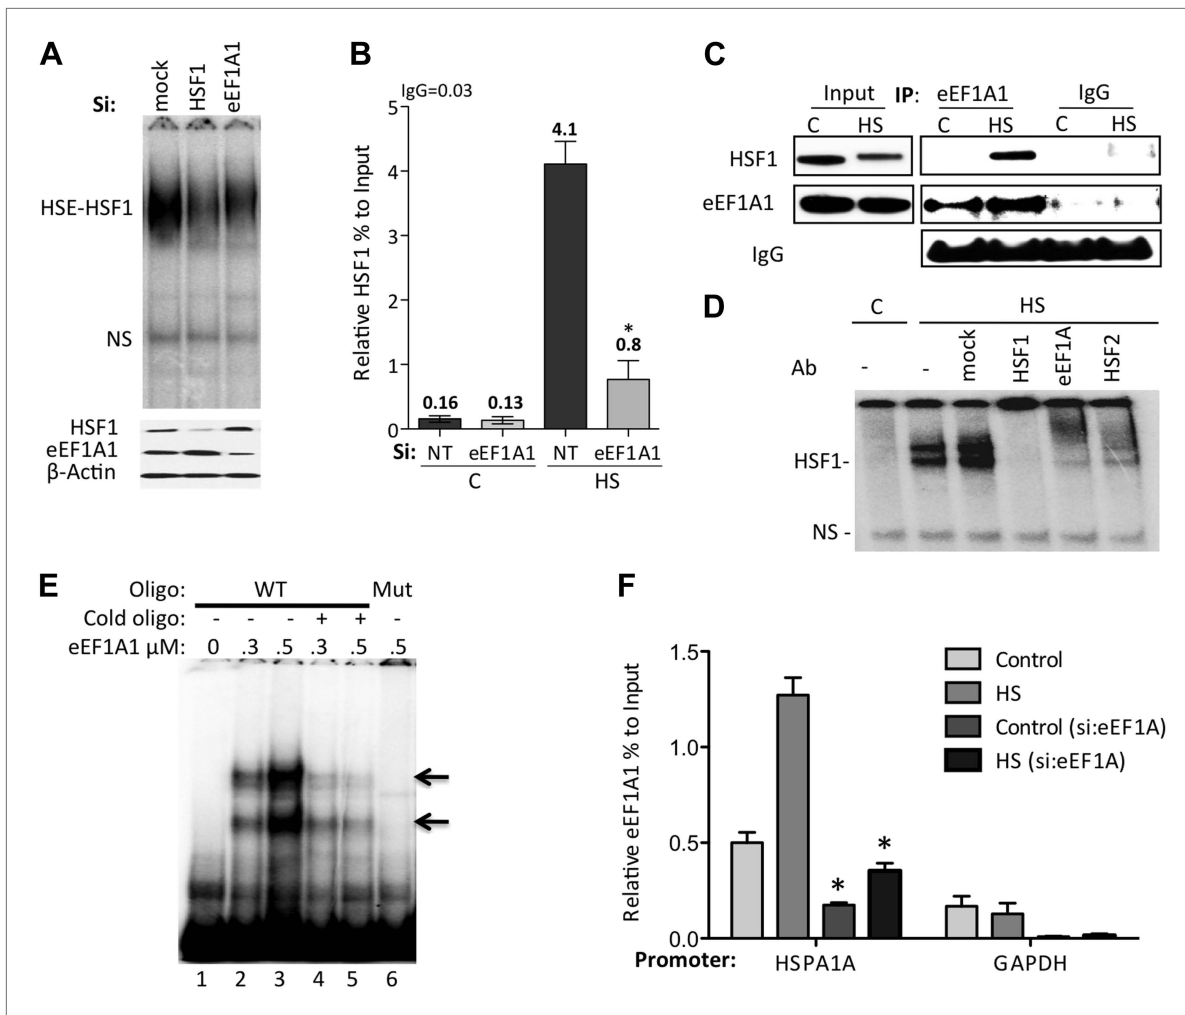 A
Si:
mock
HSF1
eEF1A1
HSE-HSF1
NS
HSF1
eEF1A1
β-Actin
B
IgG=0.03
Relative HSF1 % to Input
5
4
3
2
1
0
0.16
0.13
4.1
*
0.8
Si: NT eEF1A1 NT eEF1A1
C HS
C
Input IP: eEF1A1 IgG
C HS C HS C HS
HSF1
eEF1A1
IgG
D
C HS
Ab - - mock HSF1 eEF1A HSF2
HSF1-
NS -
E
Oligo: WT Mut
Cold oligo: - - - + + -
eEF1A1 μM: 0 .3 .5 .3 .5 .5
1 2 3 4 5 6
F
Relative eEF1A1 % to Input
1.5
1.0
0.5
0.0
Control
HS
Control (si:eEF1A)
HS (si:eEF1A)
* *
Promoter: HSPA1A GAPDH